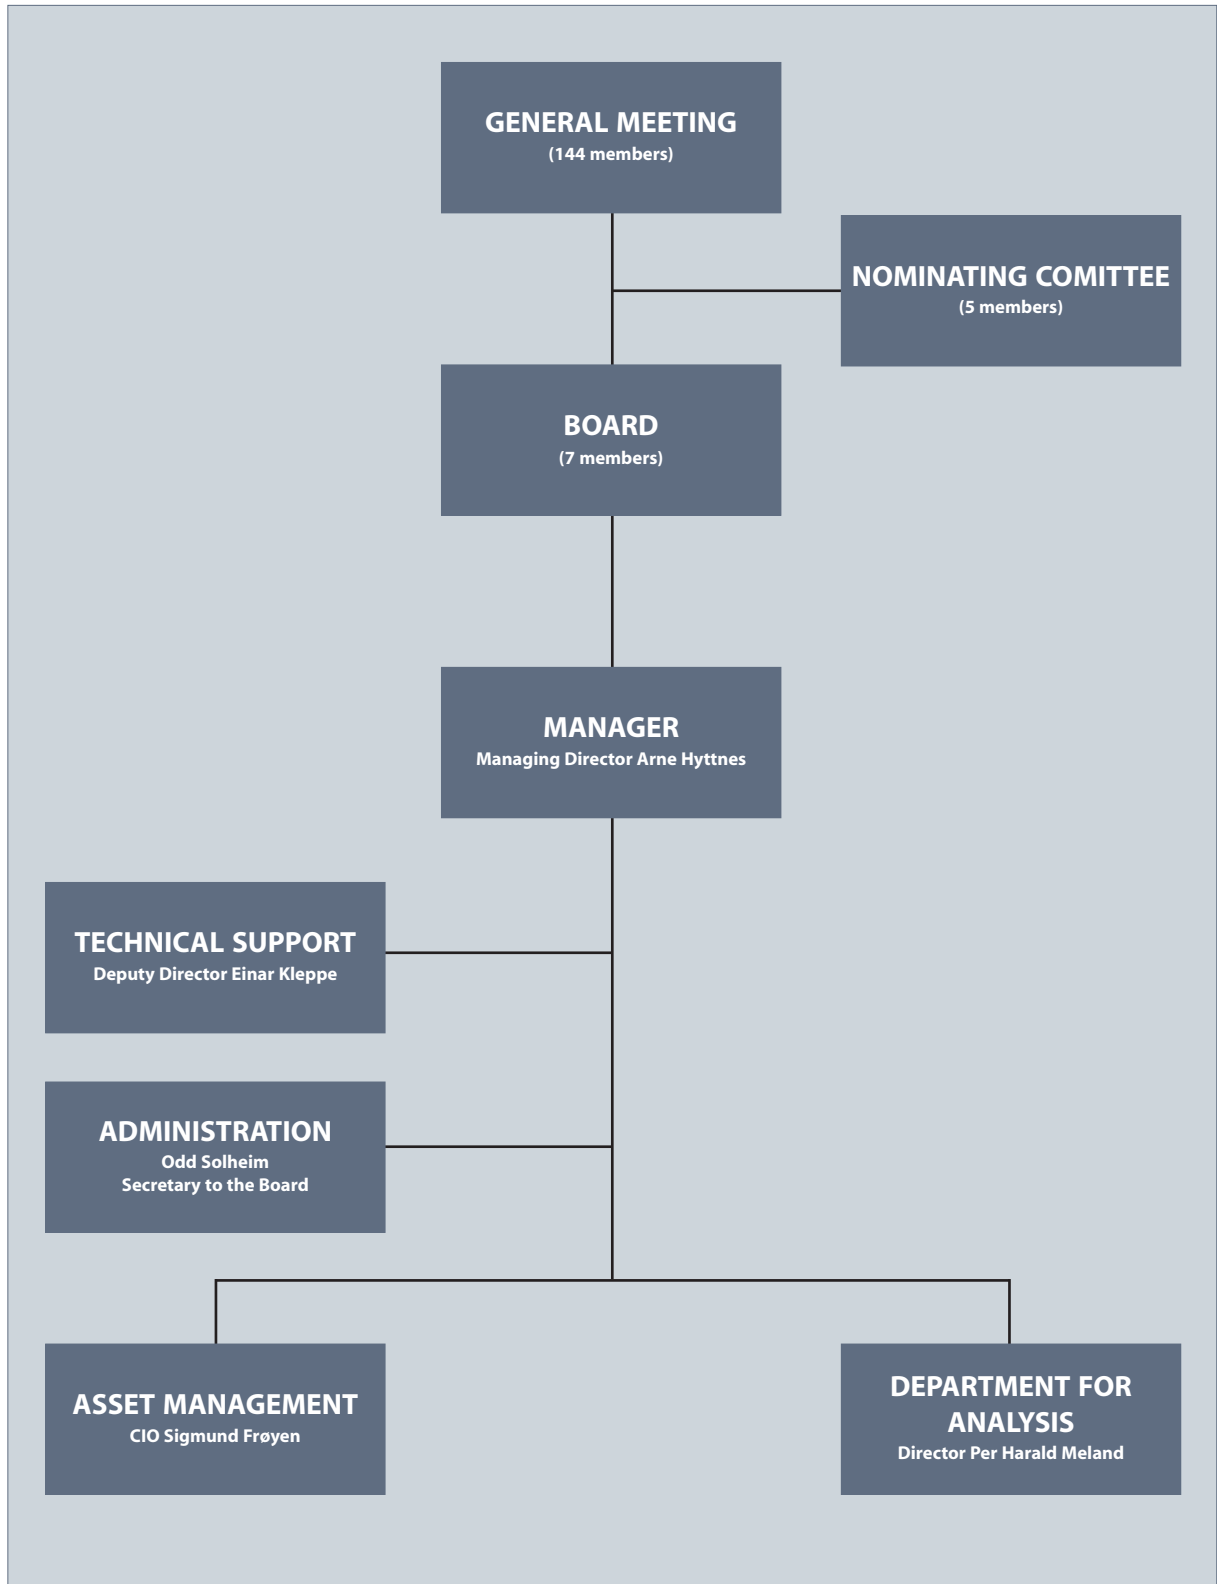 GENERAL MEETING
(144 members)
NOMINATING COMITTEE
(5 members)
BOARD
(7 members)
MANAGER
Managing Director Arne Hyttnes
TECHNICAL SUPPORT
Deputy Director Einar Kleppe
ADMINISTRATION
Odd Solheim
Secretary to the Board
ASSET MANAGEMENT
CIO Sigmund Frøyen
DEPARTMENT FOR
ANALYSIS
Director Per Harald Meland